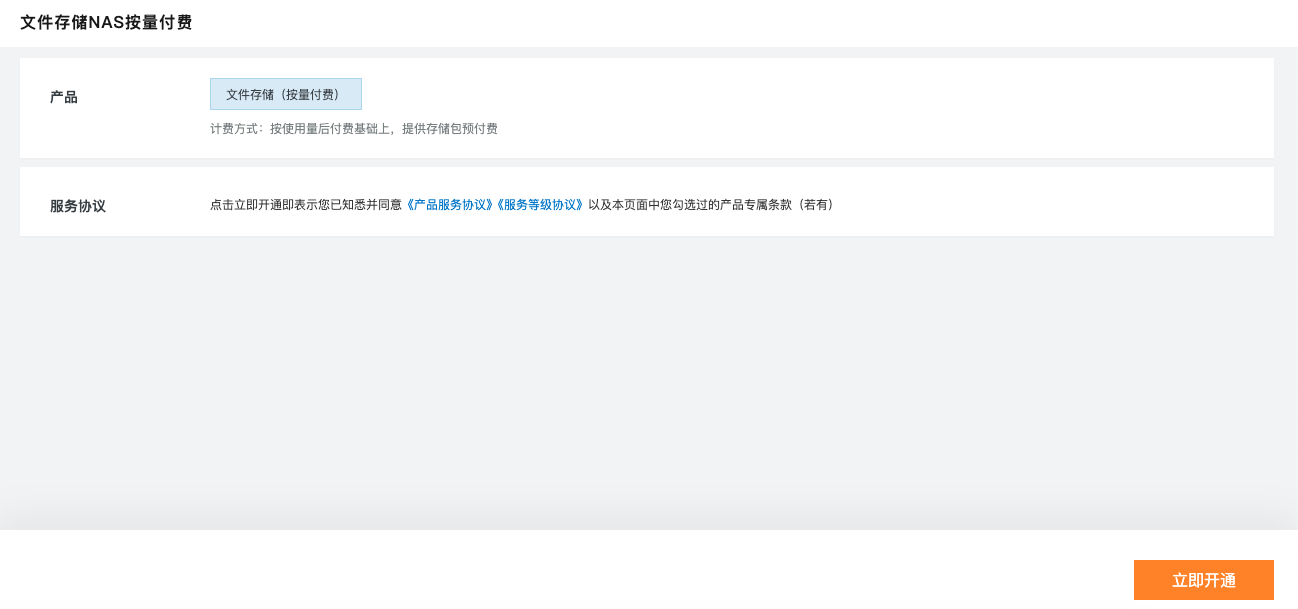 文件存储NAS按量付费
产品
文件存储（按量付费）
计费方式：按使用量后付费基础上，提供存储包预付费
服务协议
点击立即开通即表示您已知悉并同意《产品服务协议》《服务等级协议》以及本页面中您勾选过的产品专属条款（若有）
立即开通